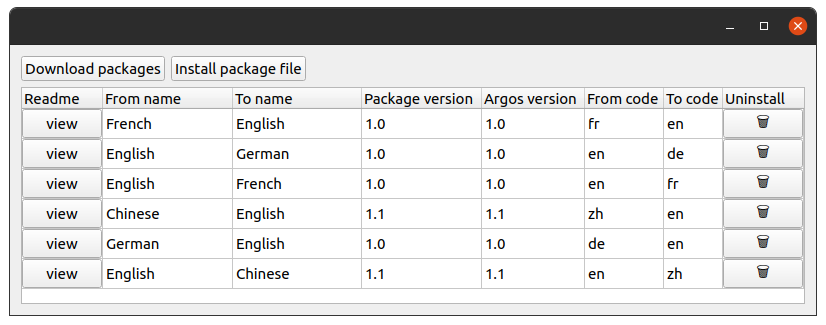 Download packages Install package file
Readme From name To name Package version Argos version From code To code Uninstall
view French English 1.0 1.0 fr en
view English German 1.0 1.0 en de
view English French 1.0 1.0 en fr
view Chinese English 1.1 1.1 zh en
view German English 1.0 1.0 de en
view English Chinese 1.1 1.1 en zh